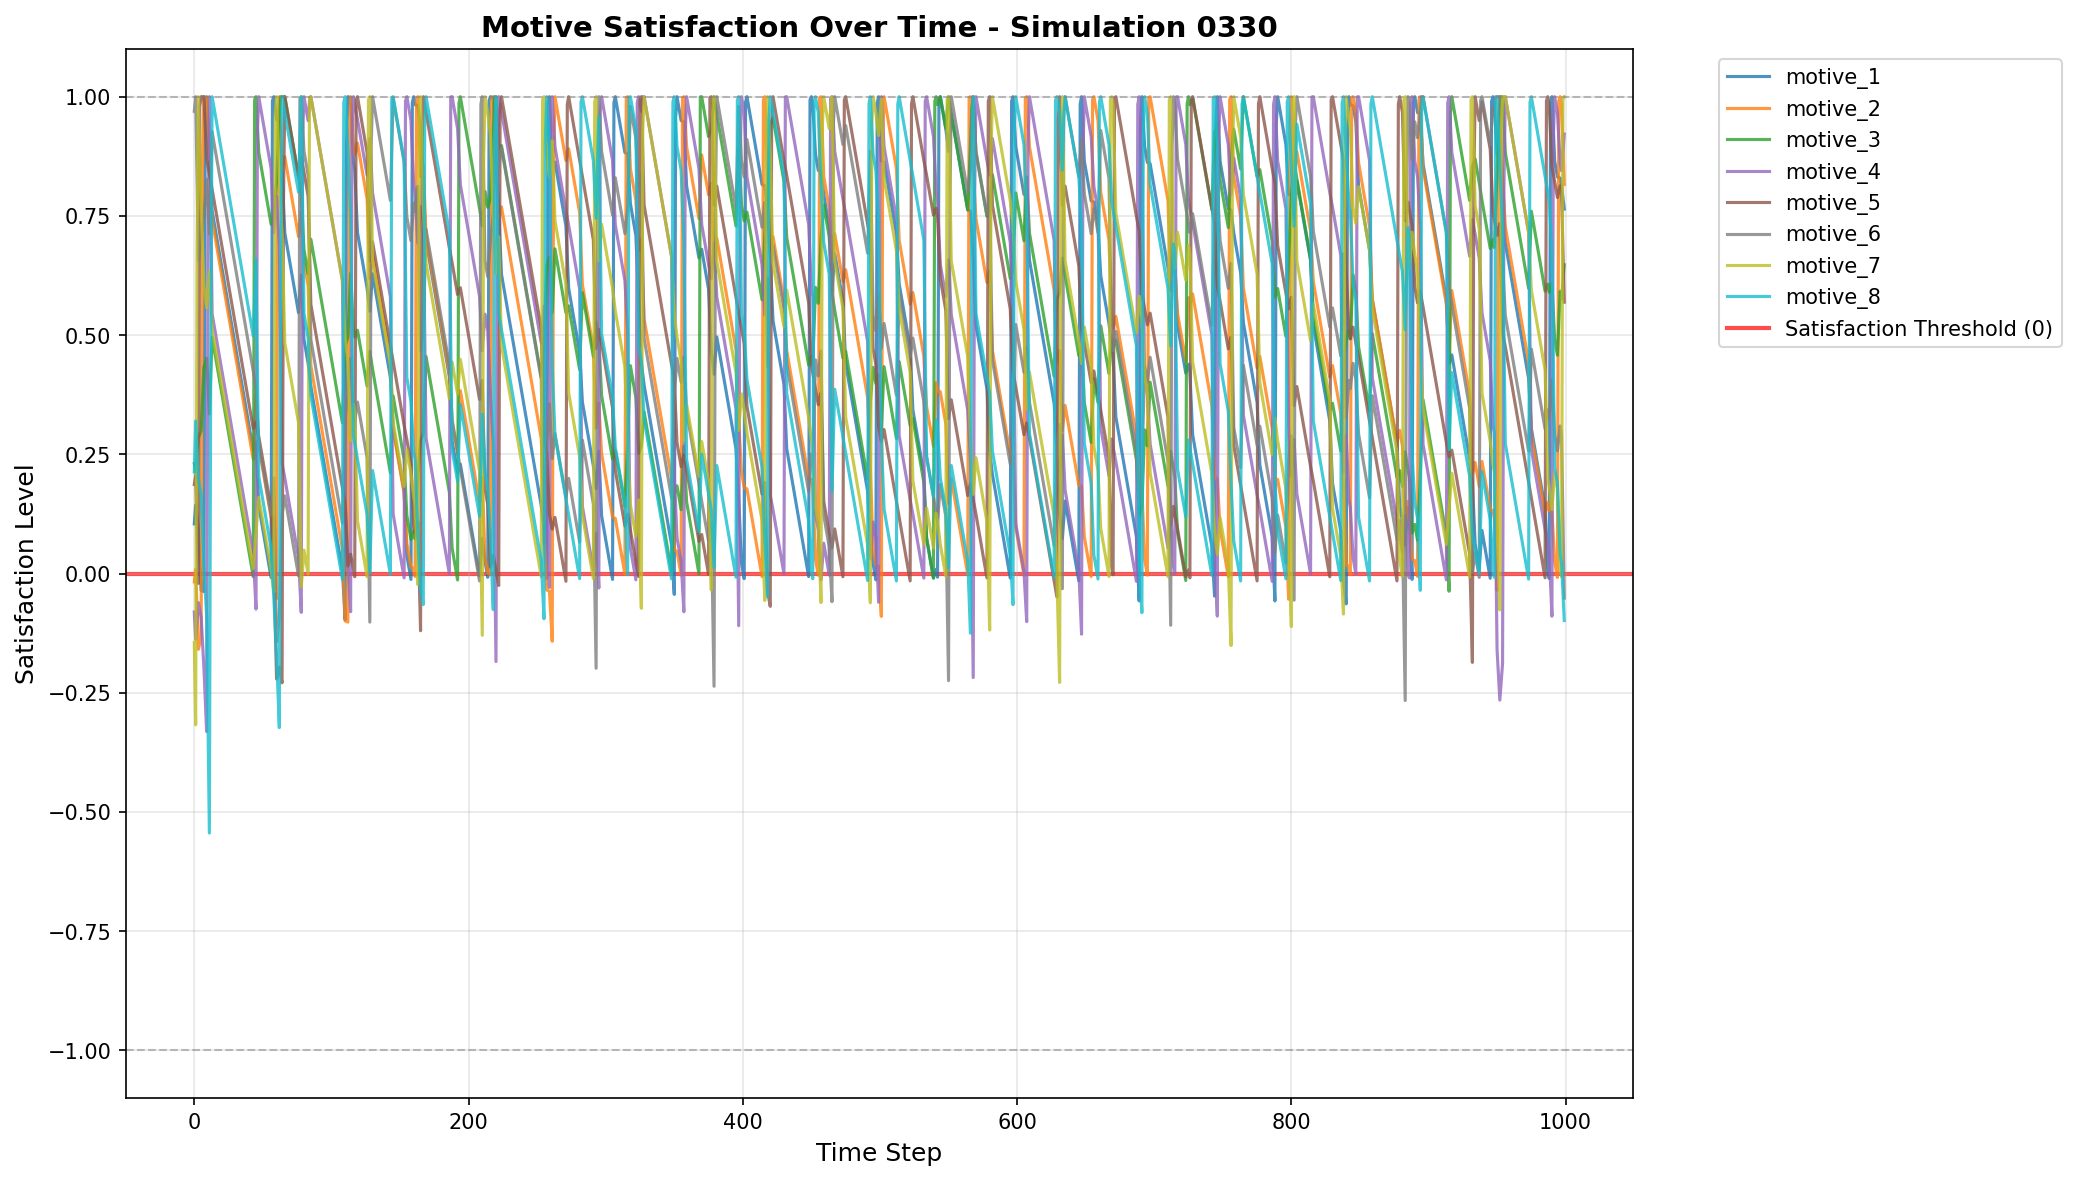 Motive Satisfaction Over Time - Simulation 0330
1.00
0.75
0.50
0.25
0.00
−0.25
−0.50
−0.75
−1.00
Satisfaction Level
0
200
400
600
800
1000
Time Step
motive_1
motive_2
motive_3
motive_4
motive_5
motive_6
motive_7
motive_8
Satisfaction Threshold (0)